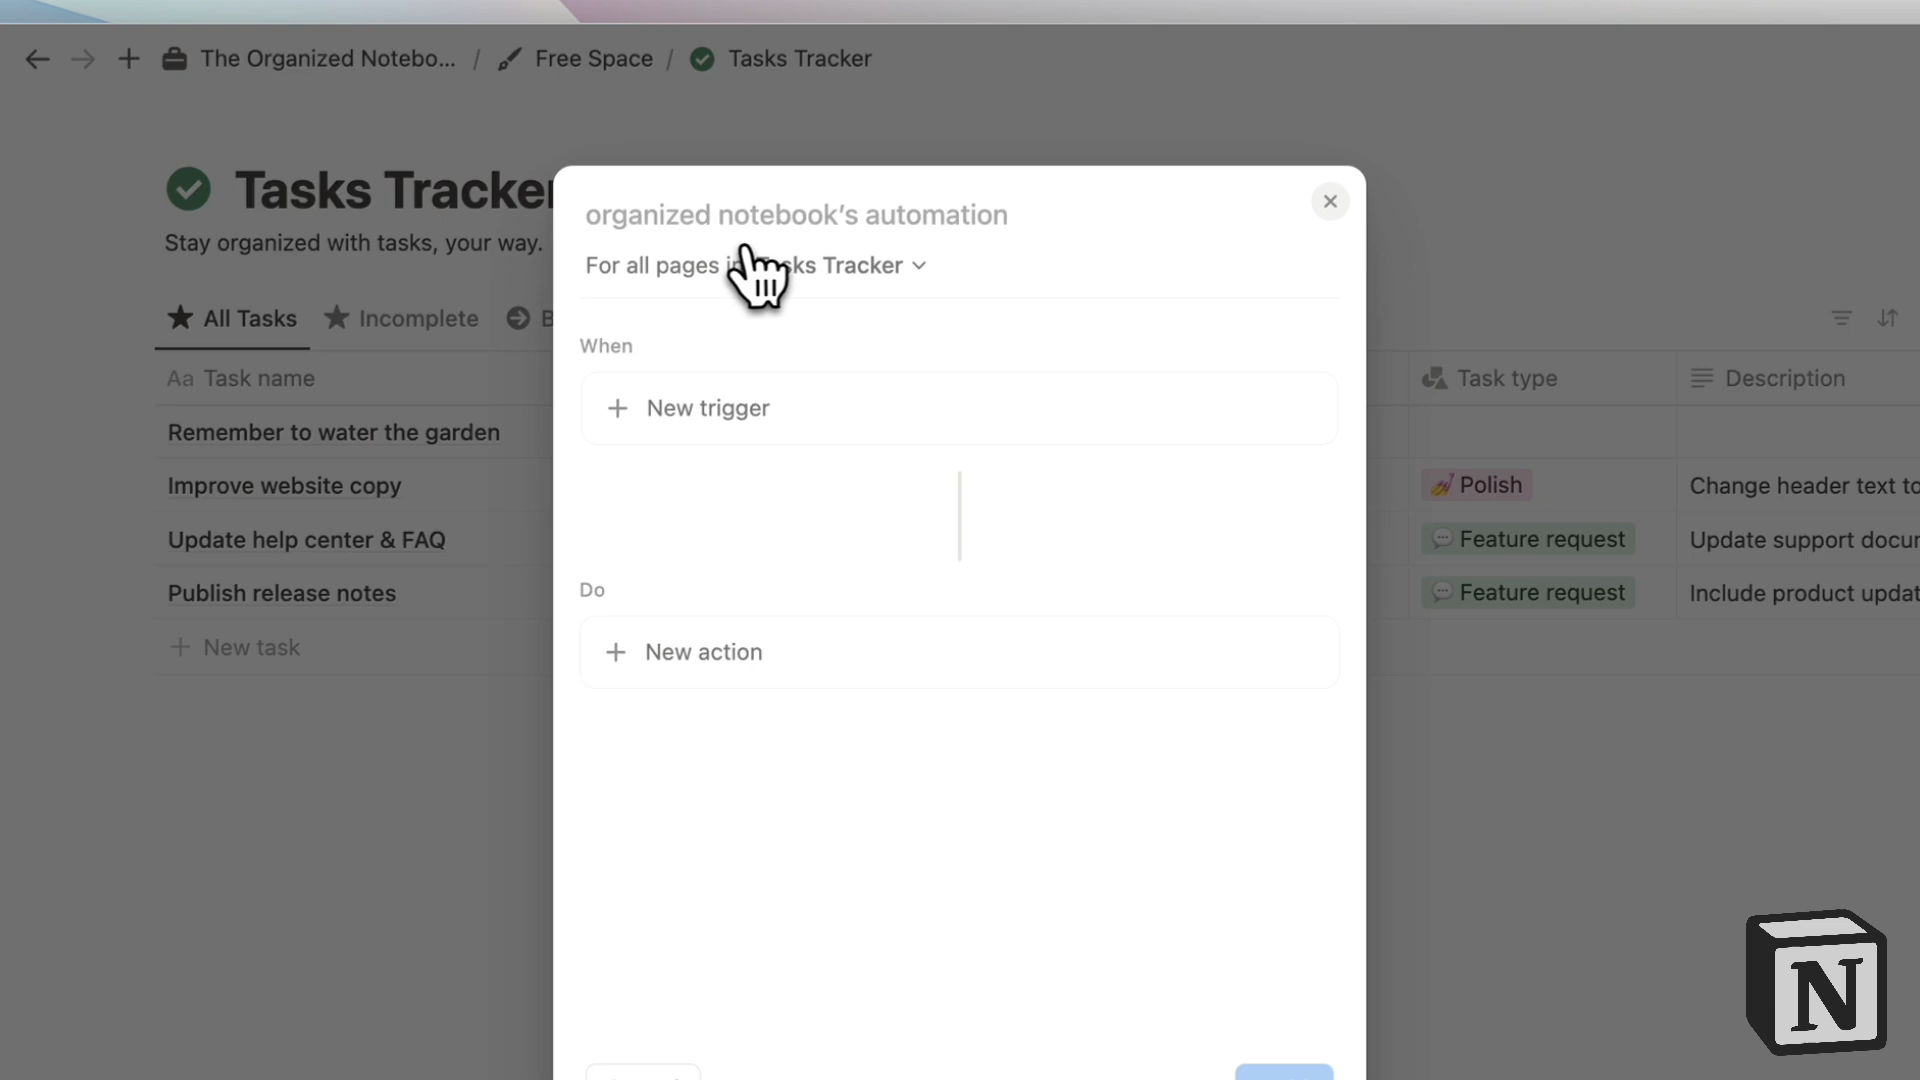 The Organized Notebo... / Free Space / Tasks Tracker
Tasks Tracker
Stay organized with tasks, your way.
All Tasks
Incomplete
B
Aa Task name
Remember to water the garden
Improve website copy
Update help center & FAQ
Publish release notes
+ New task
organized notebook’s automation
For all pages in Tasks Tracker
When
+ New trigger
Do
+ New action
Task type
Description
Polish
Change header text to
Feature request
Update support docum
Feature request
Include product updat
N